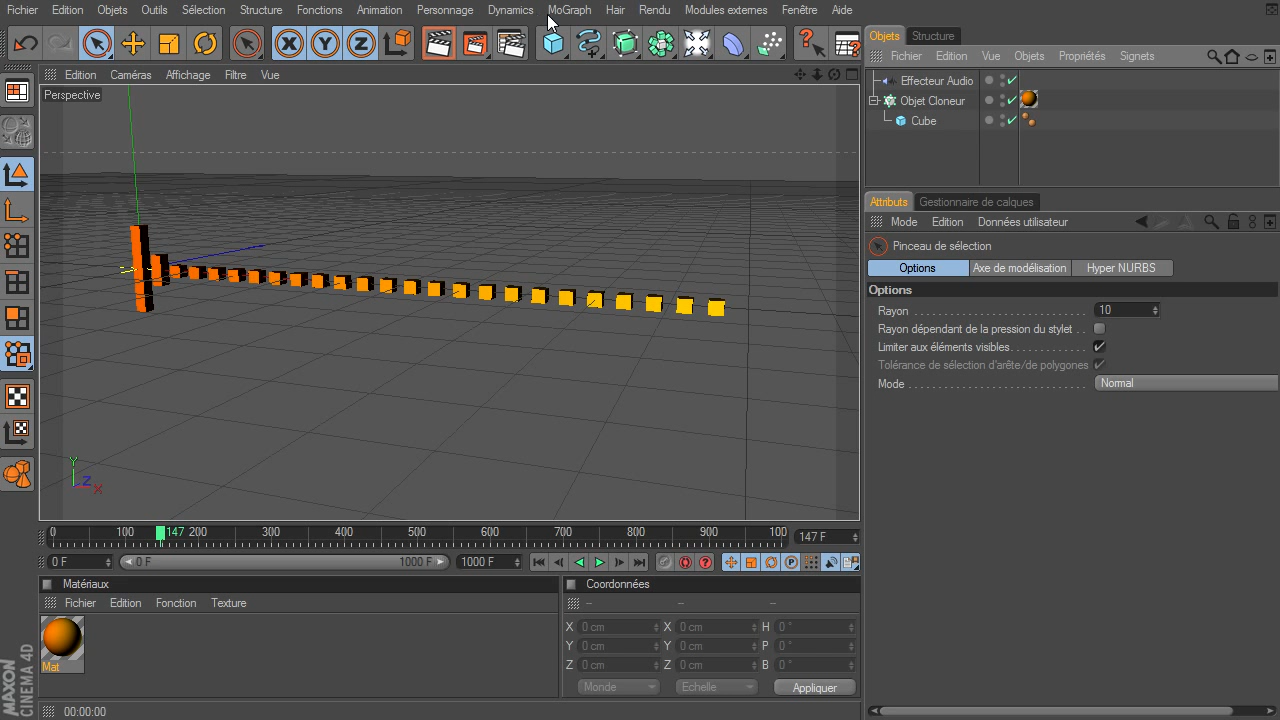 Fichier Edition Objets Outils Sélection Structure Fonctions Animation Personnage Dynamics MoGraph Hair Rendu Modules externes Fenêtre Aide
X Y Z
Edition Caméras Affichage Filtre Vue
Perspective
Y
Z
X
0 100 147 200 300 400 500 600 700 800 900 100 147 F
0 F 0 F 1000 F 1000 F
P
Matériaux
Fichier Edition Fonction Texture
Mat
Coordonnées
X 0 cm X 0 cm H 0 °
Y 0 cm Y 0 cm P 0 °
Z 0 cm Z 0 cm B 0 °
Monde Echelle Appliquer
MAXON
CINEMA 4D
00:00:00
Objets Structure
Fichier Edition Vue Objets Propriétés Signets
Effecteur Audio
Objet Cloneur
Cube
Attributs Gestionnaire de calques
Mode Edition Données utilisateur
Pinceau de sélection
Options Axe de modélisation Hyper NURBS
Options
Rayon 10
Rayon dépendant de la pression du stylet . .
Limiter aux éléments visibles . . . . . . . . . . . .
Tolérance de sélection d'arête/de polygones
Mode Normal